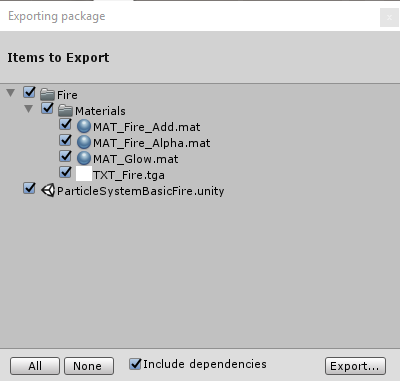 Exporting package
Items to Export
Fire
Materials
MAT_Fire_Add.mat
MAT_Fire_Alpha.mat
MAT_Glow.mat
TXT_Fire.tga
ParticleSystemBasicFire.unity
All None Include dependencies Export...